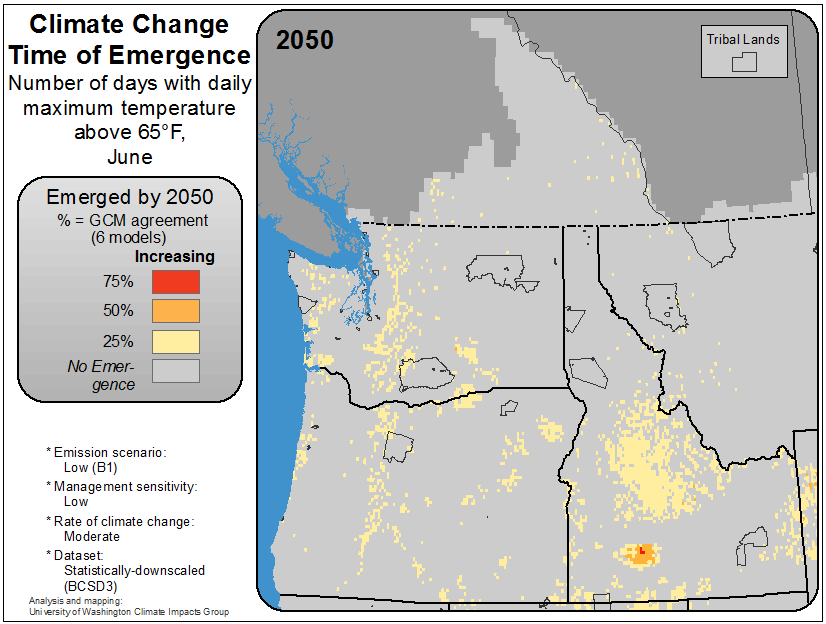 Climate Change
Time of Emergence
Number of days with daily
maximum temperature
above 65°F,
June
Emerged by 2050
% = GCM agreement
(6 models)
Increasing
75%
50%
25%
No Emer-
gence
* Emission scenario:
Low (B1)
* Management sensitivity:
Low
* Rate of climate change:
Moderate
* Dataset:
Statistically-downscaled
(BCSD3)
Analysis and mapping:
University of Washington Climate Impacts Group
2050
Tribal Lands